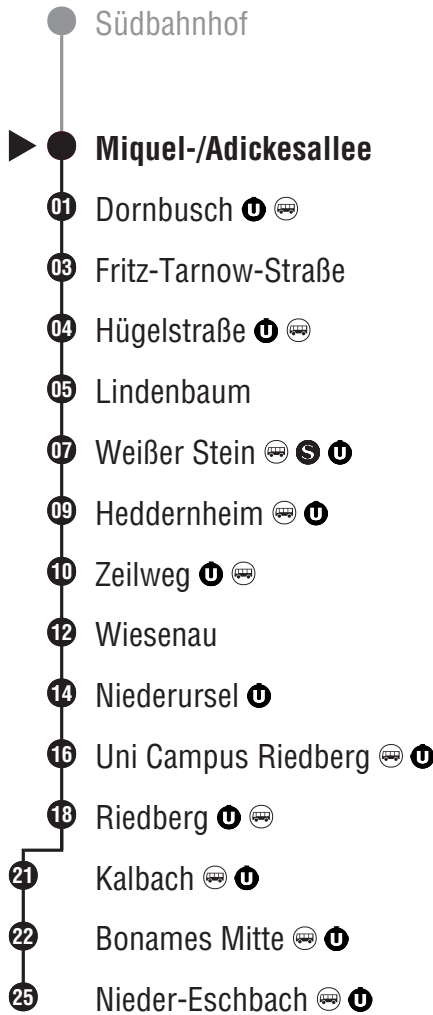 Südbahnhof
Miquel-/Adickesallee
01 Dornbusch U
03 Fritz-Tarnow-Straße
04 Hügelstraße U
05 Lindenbaum
07 Weißer Stein S U
09 Heddernheim U
10 Zeilweg U
12 Wiesenau
14 Niederursel U
16 Uni Campus Riedberg U
18 Riedberg U
21 Kalbach U
22 Bonames Mitte U
25 Nieder-Eschbach U